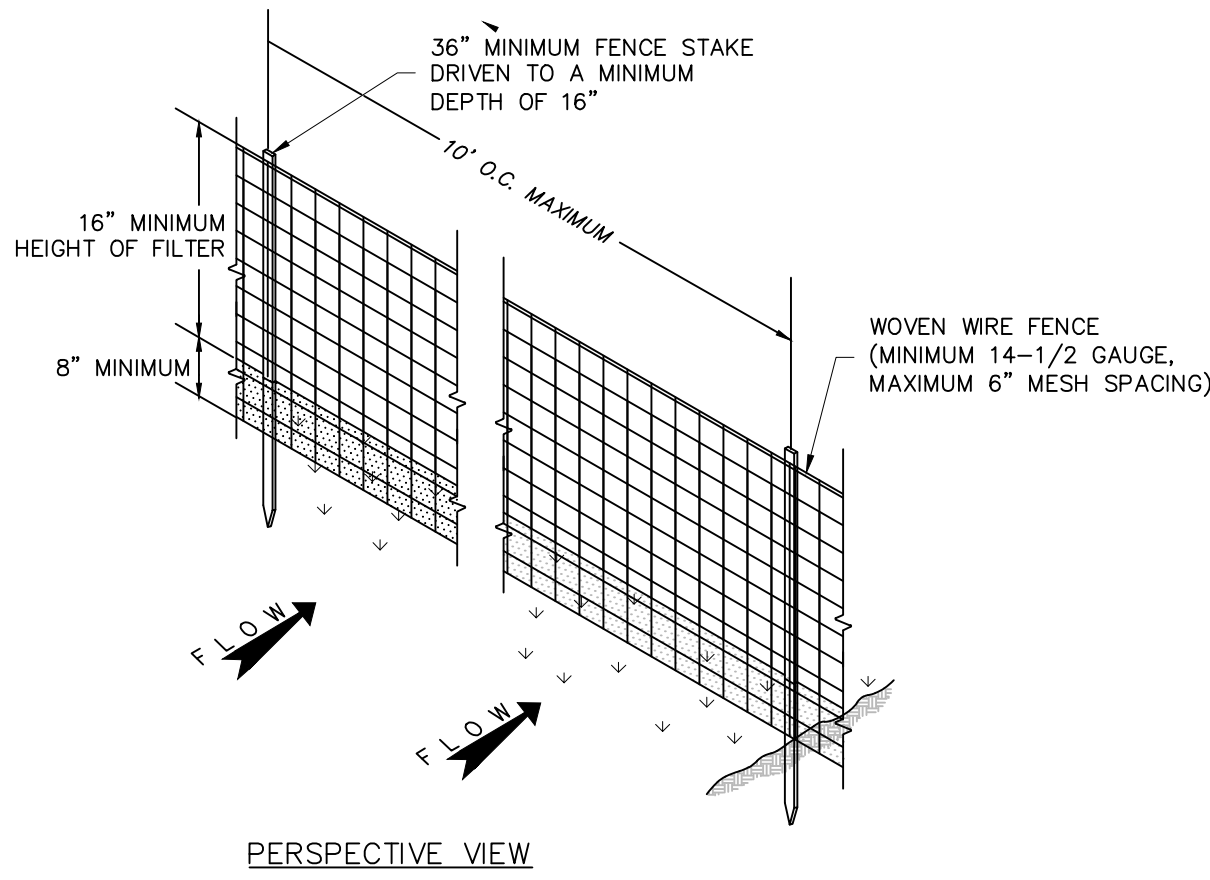 36” MINIMUM FENCE STAKE
DRIVEN TO A MINIMUM
DEPTH OF 16”
10’ O.C. MAXIMUM
16” MINIMUM
HEIGHT OF FILTER
8” MINIMUM
WOVEN WIRE FENCE
(MINIMUM 14–1/2 GAUGE,
MAXIMUM 6” MESH SPACING)
FLOW
FLOW
PERSPECTIVE VIEW